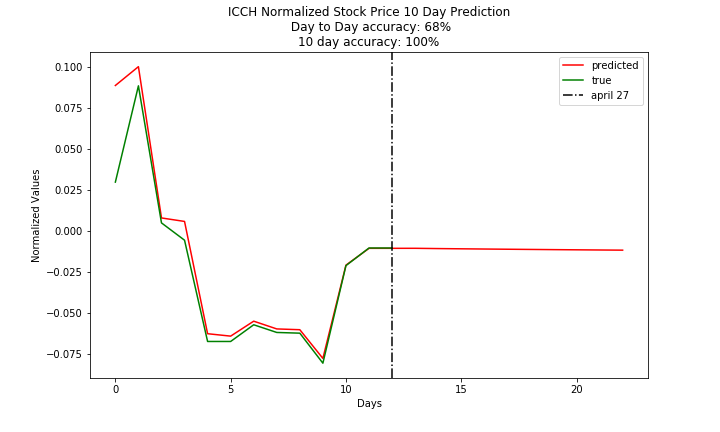 ICCH Normalized Stock Price 10 Day Prediction
Day to Day accuracy: 68%
10 day accuracy: 100%
predicted
true
april 27
0.100
0.075
0.050
0.025
0.000
−0.025
−0.050
−0.075
Normalized Values
0 5 10 15 20
Days